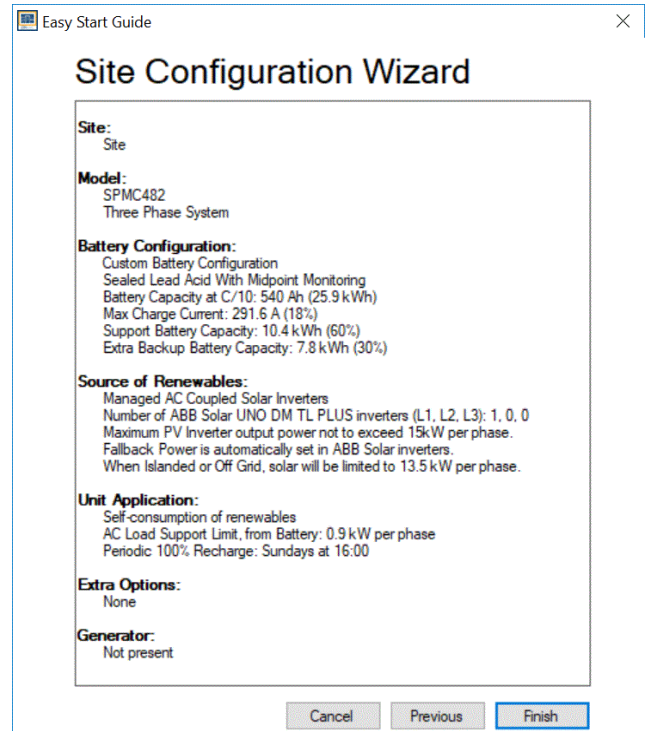 Easy Start Guide
Site Configuration Wizard
Site:
Site
Model:
SPMC482
Three Phase System
Battery Configuration:
Custom Battery Configuration
Sealed Lead Acid With Midpoint Monitoring
Battery Capacity at C/10: 540 Ah (25.9 kWh)
Max Charge Current: 291.6 A (18%)
Support Battery Capacity: 10.4 kWh (60%)
Extra Backup Battery Capacity: 7.8 kWh (30%)
Source of Renewables:
Managed AC Coupled Solar Inverters
Number of ABB Solar UNO DM TL PLUS inverters (L1, L2, L3): 1, 0, 0
Maximum PV Inverter output power not to exceed 15kW per phase.
Fallback Power is automatically set in ABB Solar inverters.
When Islanded or Off Grid, solar will be limited to 13.5 kW per phase.
Unit Application:
Self-consumption of renewables
AC Load Support Limit, from Battery: 0.9 kW per phase
Periodic 100% Recharge: Sundays at 16:00
Extra Options:
None
Generator:
Not present
Cancel Previous Finish